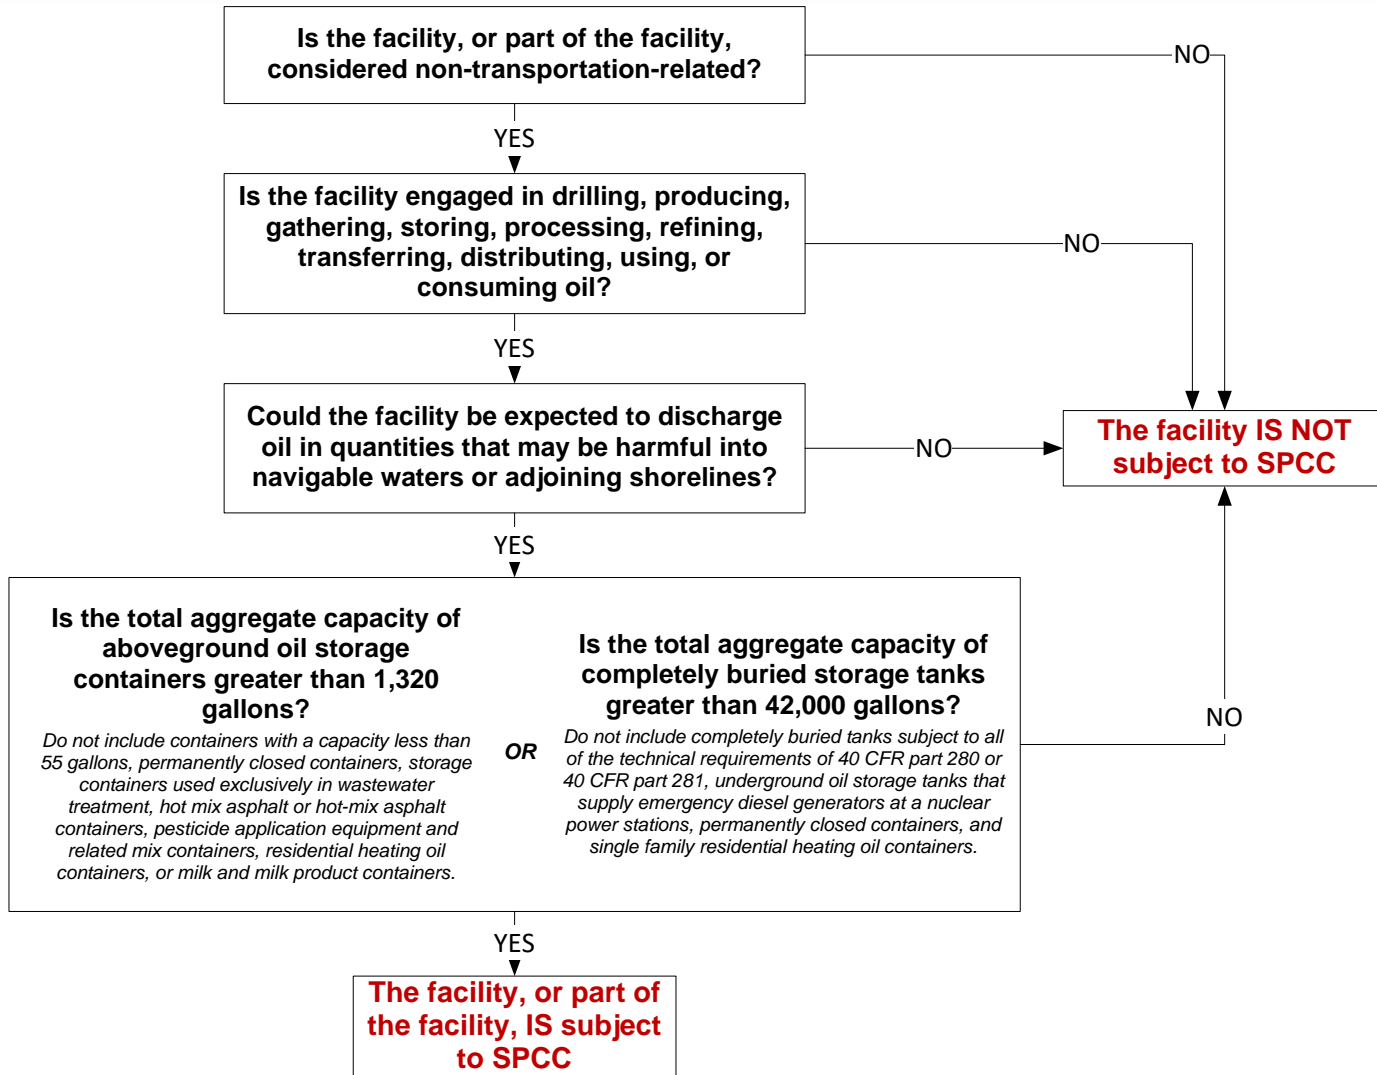 Is the facility, or part of the facility,
considered non-transportation-related?
NO
YES
Is the facility engaged in drilling, producing,
gathering, storing, processing, refining,
transferring, distributing, using, or
consuming oil?
NO
YES
Could the facility be expected to discharge
oil in quantities that may be harmful into
navigable waters or adjoining shorelines?
NO
The facility IS NOT
subject to SPCC
YES
Is the total aggregate capacity of
aboveground oil storage
containers greater than 1,320
gallons?
Do not include containers with a capacity less than
55 gallons, permanently closed containers, storage
containers used exclusively in wastewater
treatment, hot mix asphalt or hot-mix asphalt
containers, pesticide application equipment and
related mix containers, residential heating oil
containers, or milk and milk product containers.
OR
Is the total aggregate capacity of
completely buried storage tanks
greater than 42,000 gallons?
Do not include completely buried tanks subject to all
of the technical requirements of 40 CFR part 280 or
40 CFR part 281, underground oil storage tanks that
supply emergency diesel generators at a nuclear
power stations, permanently closed containers, and
single family residential heating oil containers.
NO
YES
The facility, or part of
the facility, IS subject
to SPCC